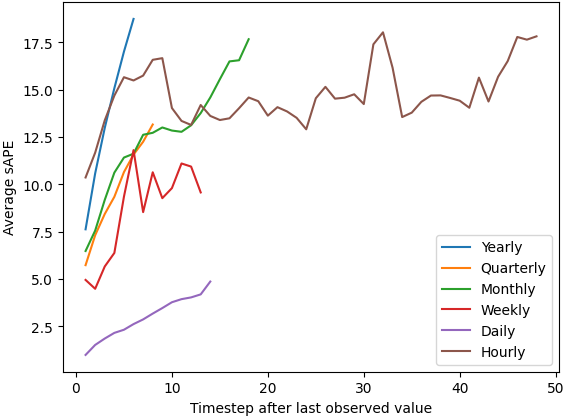 17.5
15.0
12.5
10.0
7.5
5.0
2.5
Average sAPE
Yearly
Quarterly
Monthly
Weekly
Daily
Hourly
0 10 20 30 40 50
Timestep after last observed value